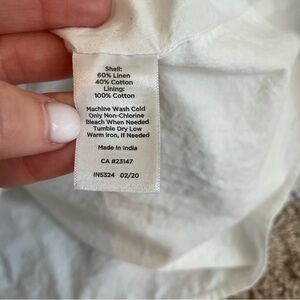 Shell:
60% Linen
40% Cotton
Lining:
100% Cotton
Machine Wash Cold
Only Non-Chlorine
Bleach When Needed
Tumble Dry Low
Warm Iron, If Needed
Made In India
CA #23147
IN5324 02/20